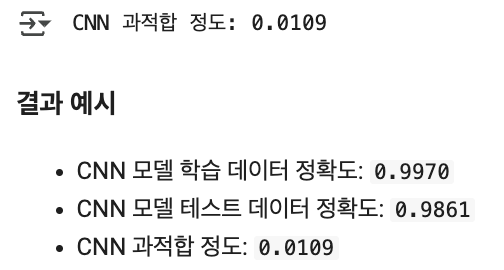 CNN 과적합 정도: 0.0109
결과 예시
• CNN 모델 학습 데이터 정확도: 0.9970
• CNN 모델 테스트 데이터 정확도: 0.9861
• CNN 과적합 정도: 0.0109